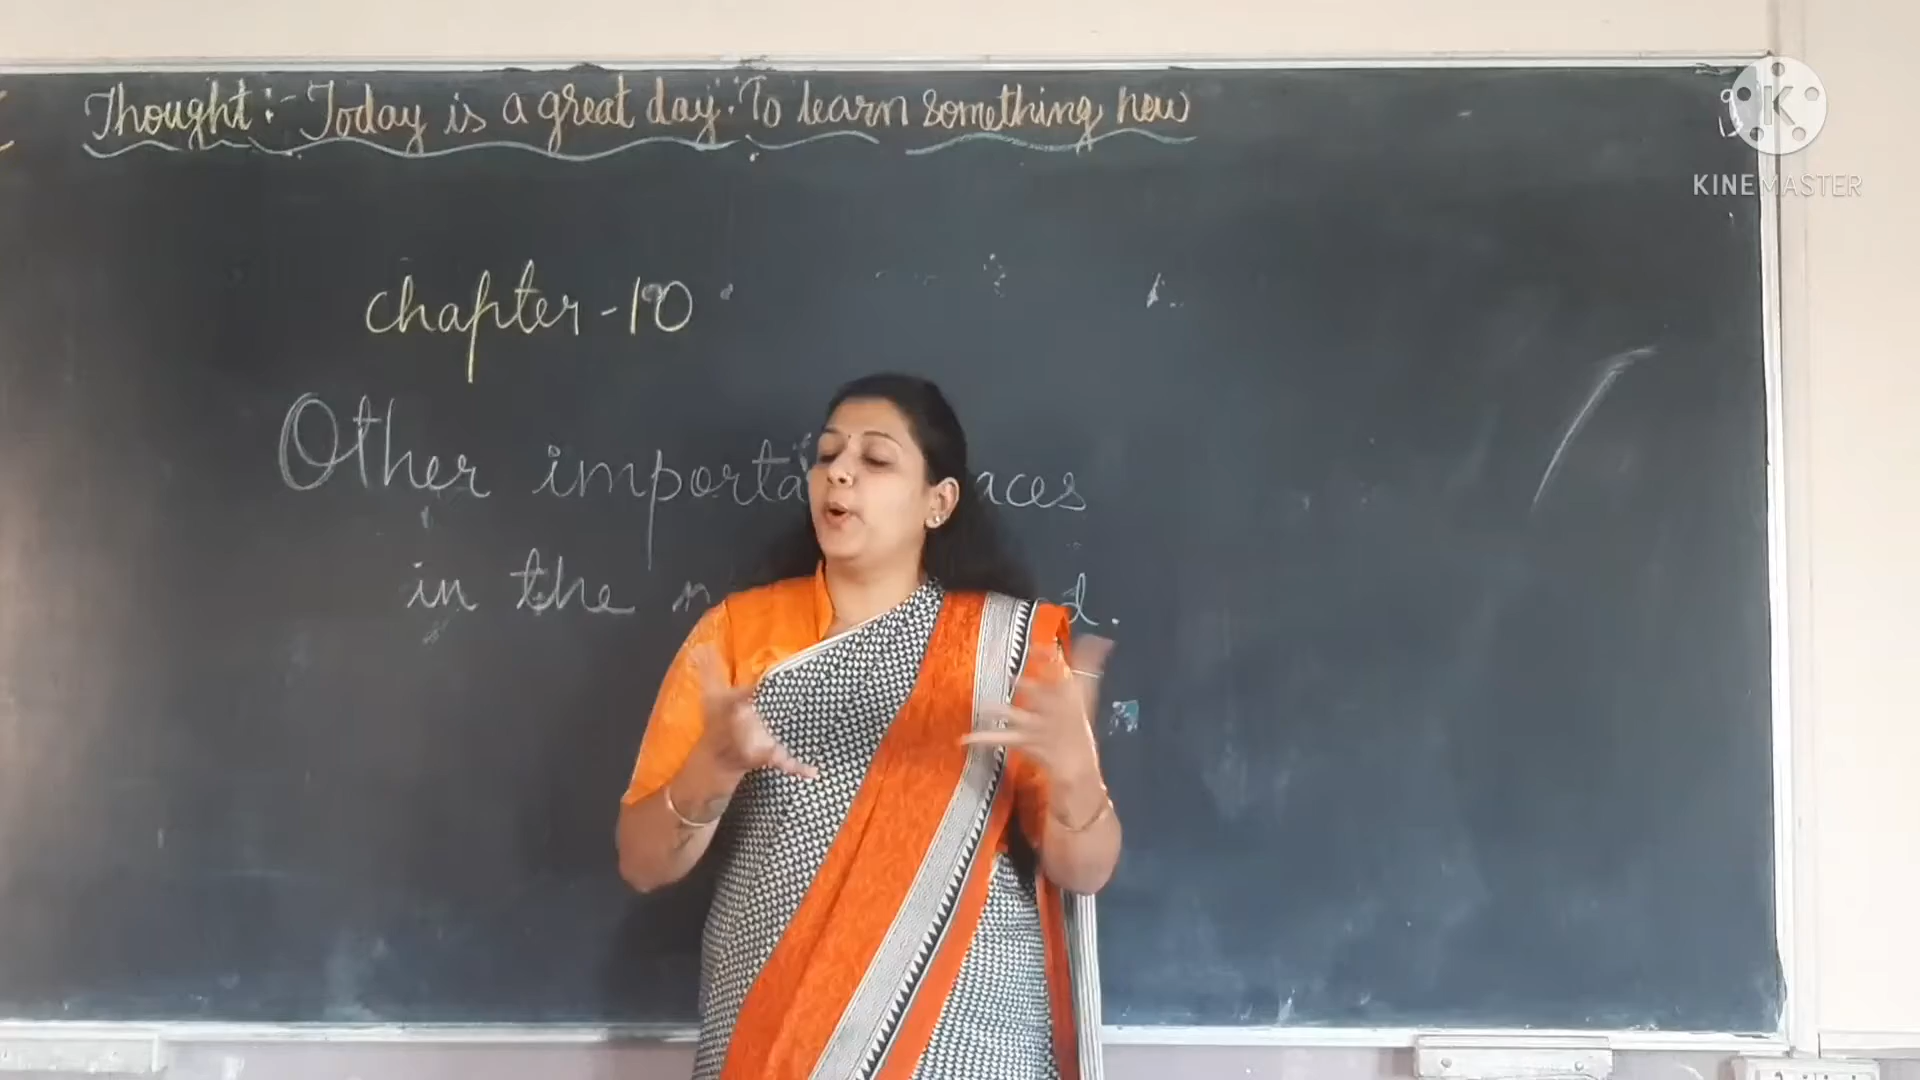 Thought:- Today is a great day: To learn something new
KINEMASTER
Chapter-10
Other importa aces
in the n d.